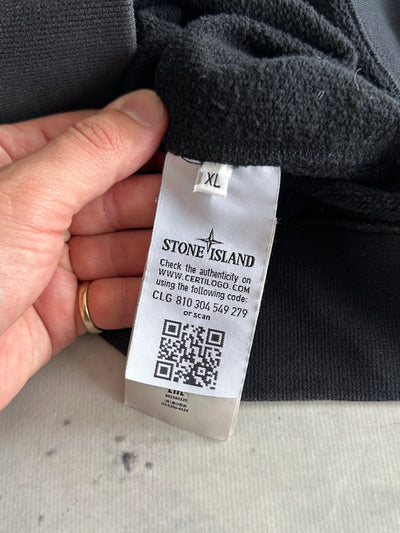 XL
STONE ISLAND
Check the authenticity on
WWW.CERTILOGO.COM
using the following code:
CLG 810 304 549 279
or scan